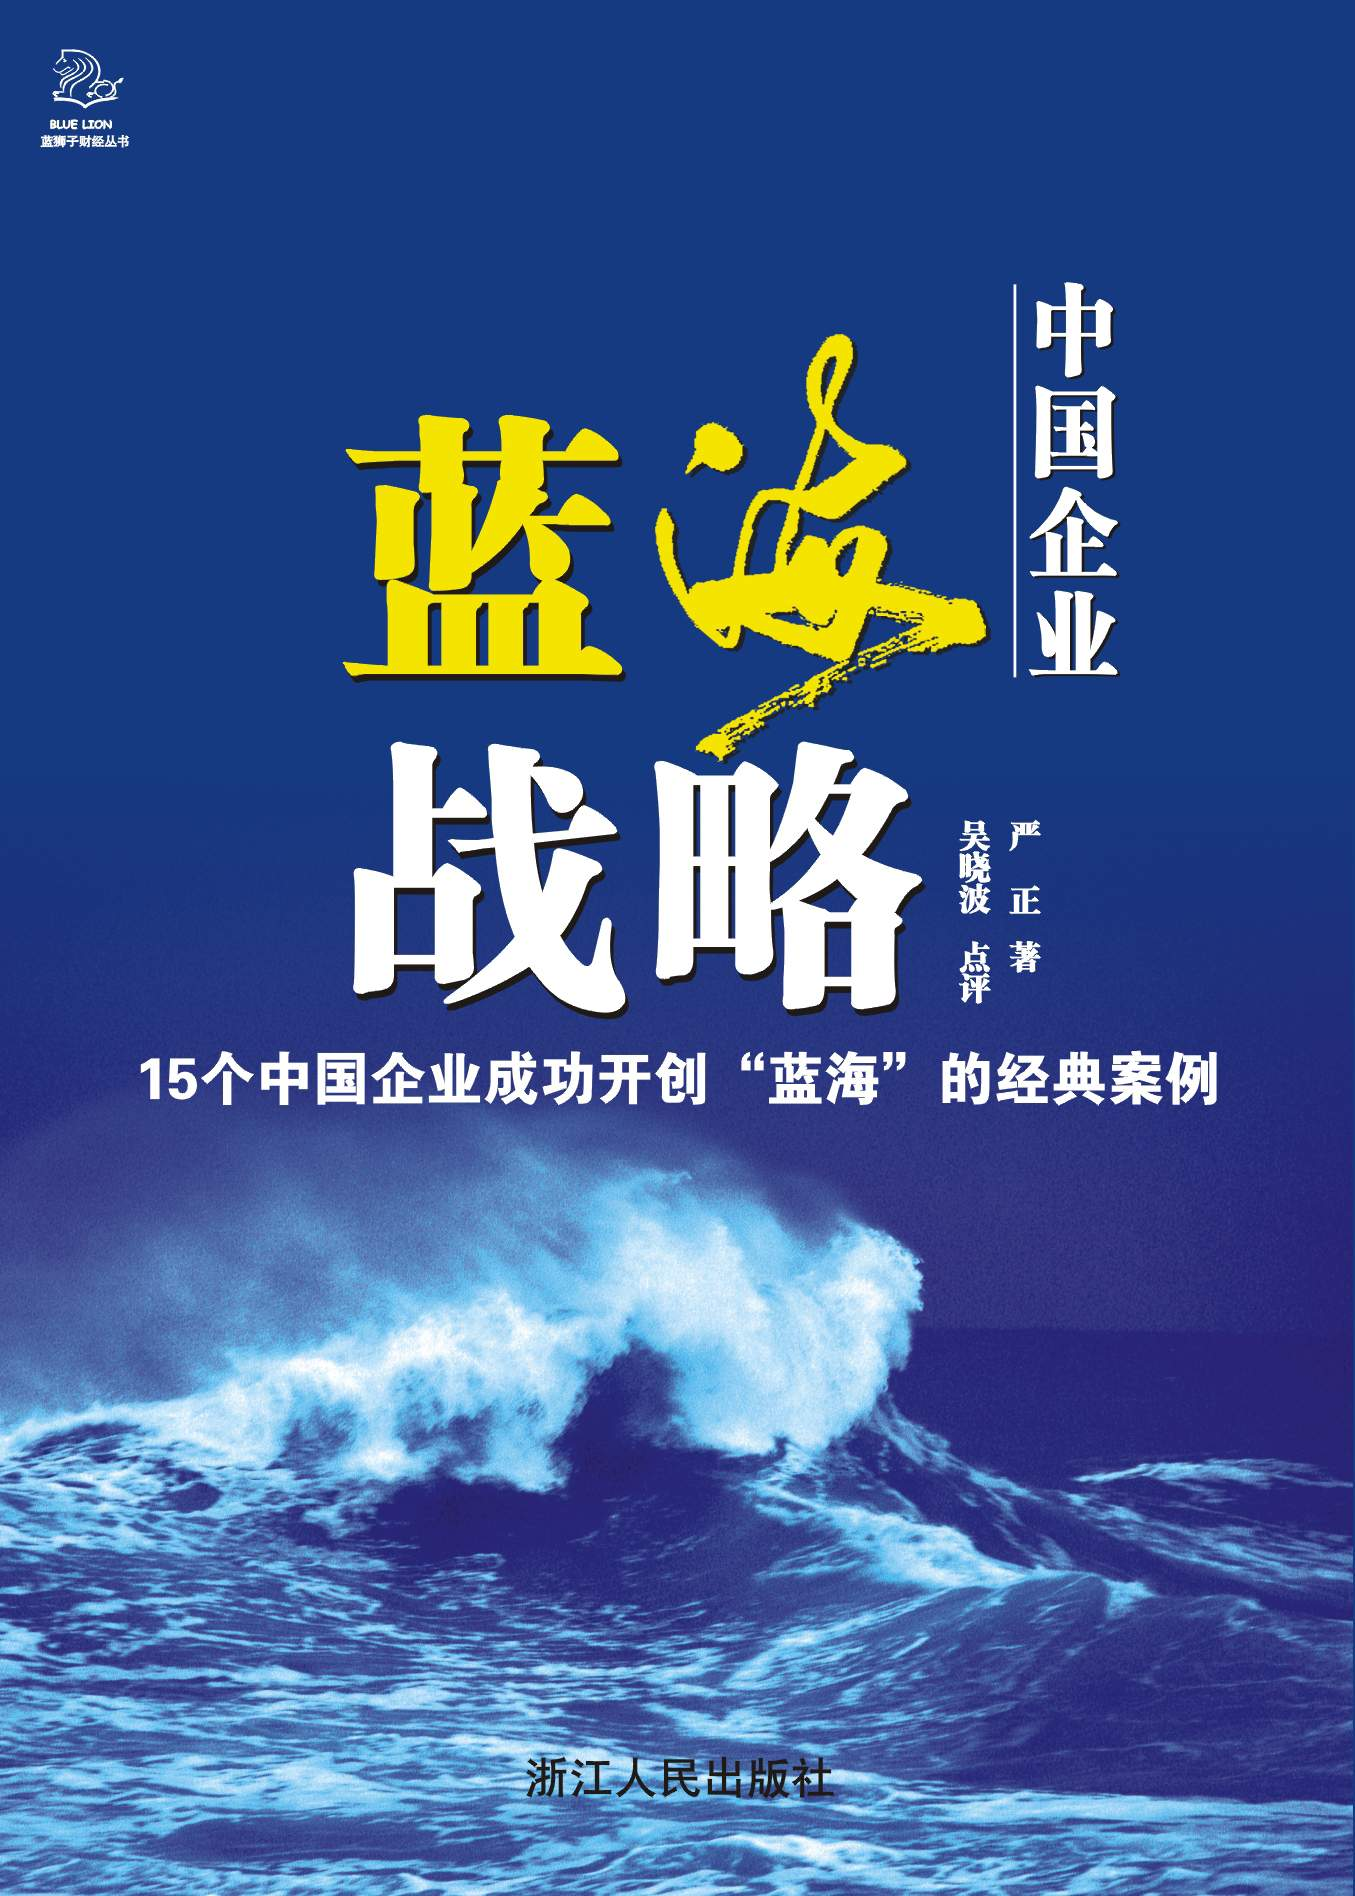 BLUE LION
蓝狮子财经丛书
中国企业
蓝海
战略
严正 著
吴晓波 点评
15个中国企业成功开创“蓝海”的经典案例
浙江人民出版社